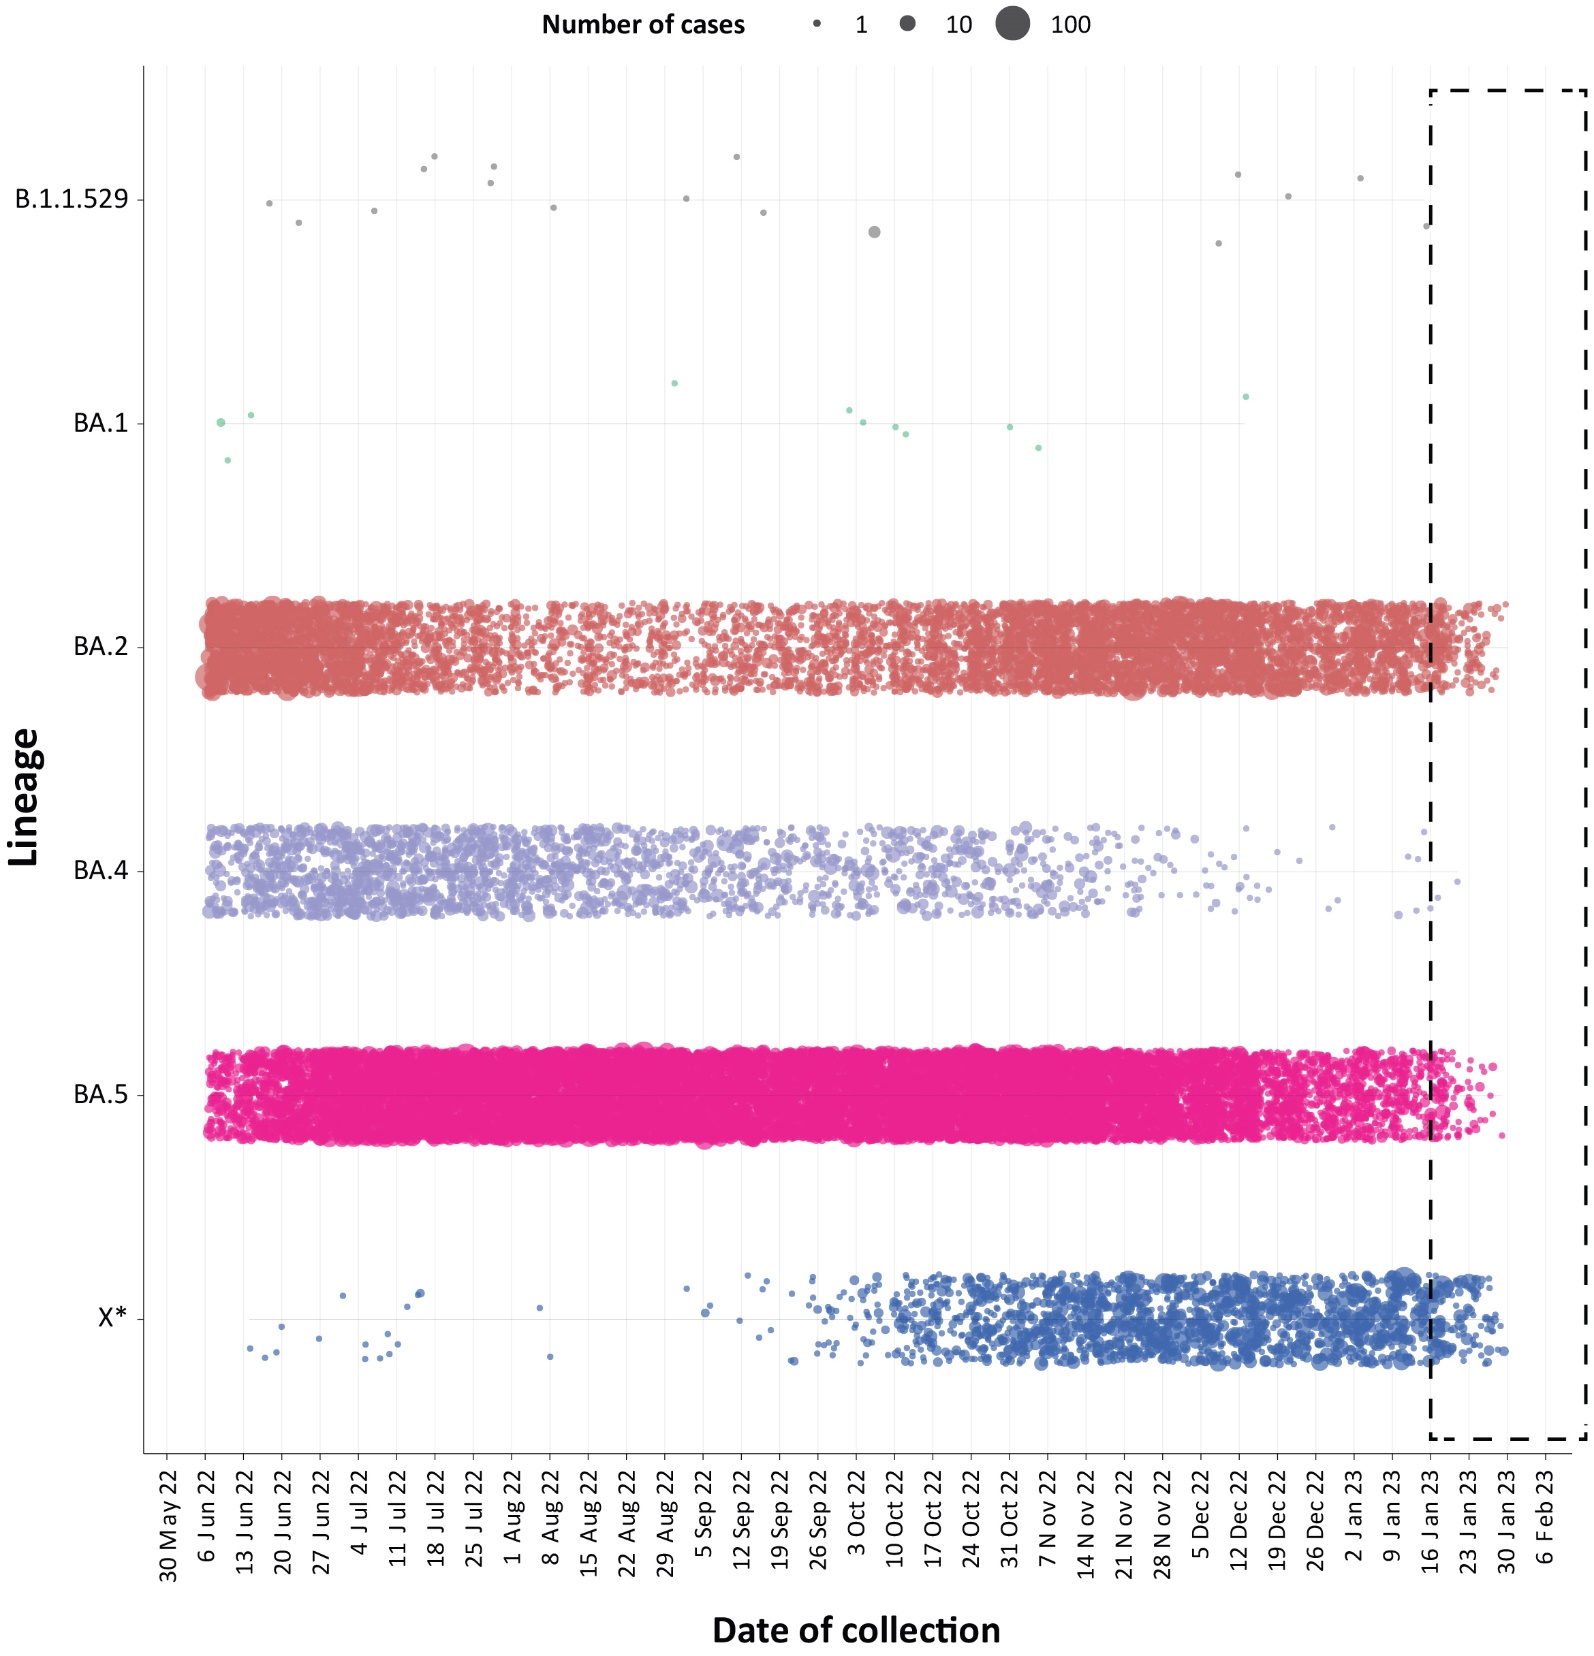 Number of cases 1 10 100
B.1.1.529
BA.1
BA.2
BA.4
BA.5
X*
Lineage
30 May 22
6 Jun 22
13 Jun 22
20 Jun 22
27 Jun 22
4 Jul 22
11 Jul 22
18 Jul 22
25 Jul 22
1 Aug 22
8 Aug 22
15 Aug 22
22 Aug 22
29 Aug 22
5 Sep 22
12 Sep 22
19 Sep 22
26 Sep 22
3 Oct 22
10 Oct 22
17 Oct 22
24 Oct 22
31 Oct 22
7 Nov 22
14 Nov 22
21 Nov 22
28 Nov 22
5 Dec 22
12 Dec 22
19 Dec 22
26 Dec 22
2 Jan 23
9 Jan 23
16 Jan 23
23 Jan 23
30 Jan 23
6 Feb 23
Date of collection